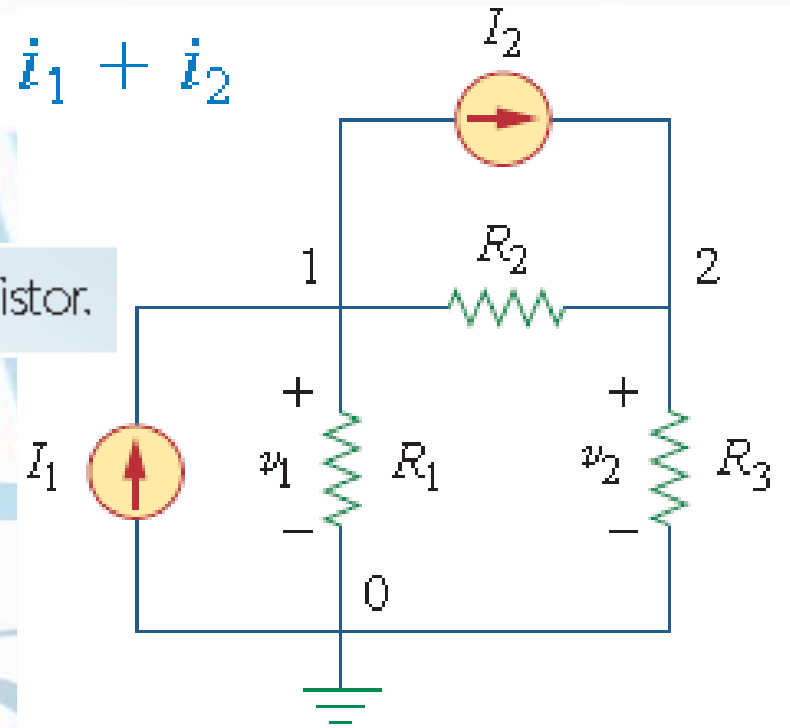 I₂
i₁ + i₂
R₂
1
2
istor.
+
+
I₁
v₁
R₁
v₂
R₃
−
−
0